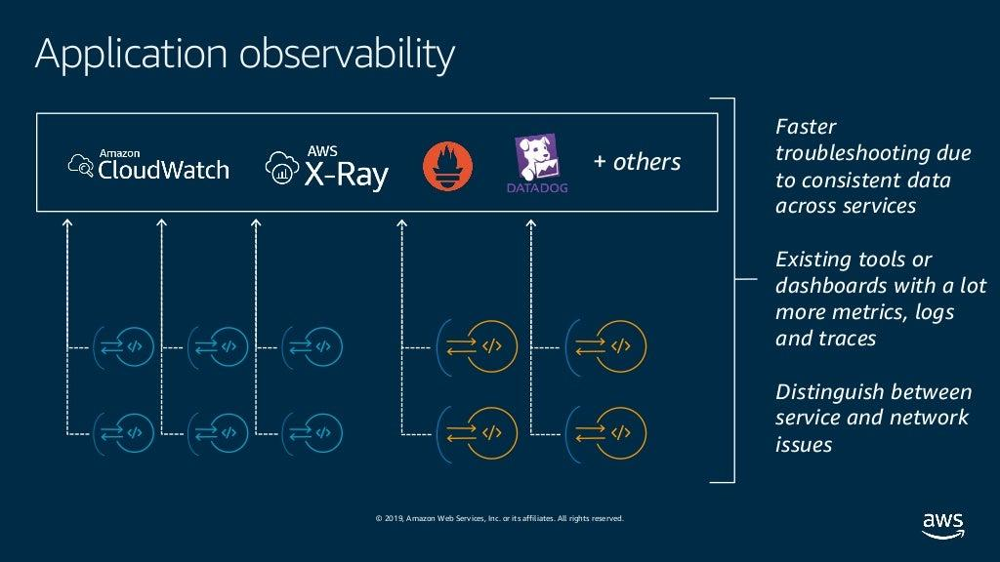 Application observability
Amazon
CloudWatch
AWS
X-Ray
DATADOG
+ others
Faster
troubleshooting due
to consistent data
across services
Existing tools or
dashboards with a lot
more metrics, logs
and traces
Distinguish between
service and network
issues
</>
</>
</>
</>
</>
</>
</>
</>
</>
</>
© 2019, Amazon Web Services, Inc. or its affiliates. All rights reserved.
aws